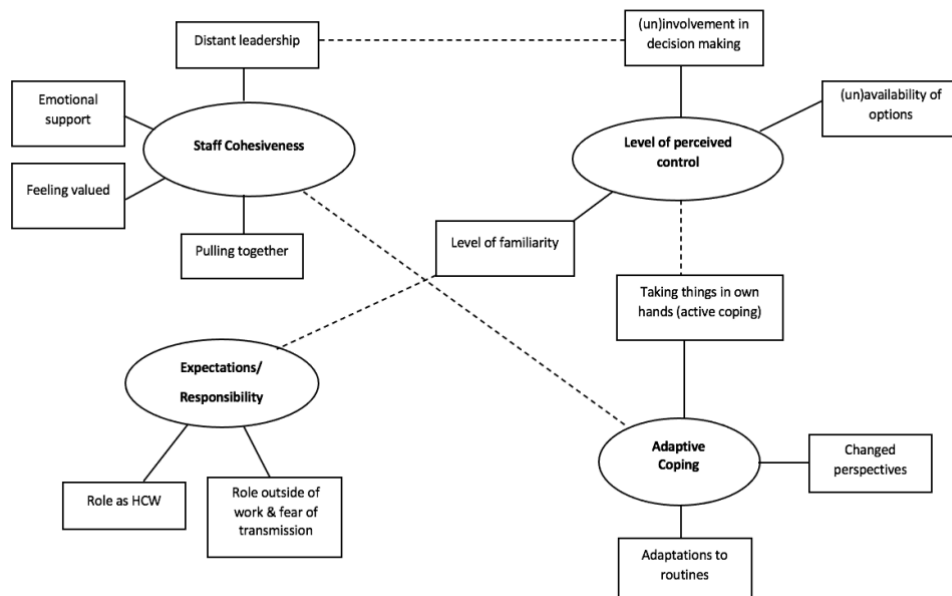 Distant leadership
(un)involvement in
decision making
Emotional
support
(un)availability of
options
Staff Cohesiveness
Level of perceived
control
Feeling valued
Pulling together
Level of familiarity
Taking things in own
hands (active coping)
Expectations/
Responsibility
Adaptive
Coping
Changed
perspectives
Role as HCW
Role outside of
work & fear of
transmission
Adaptations to
routines